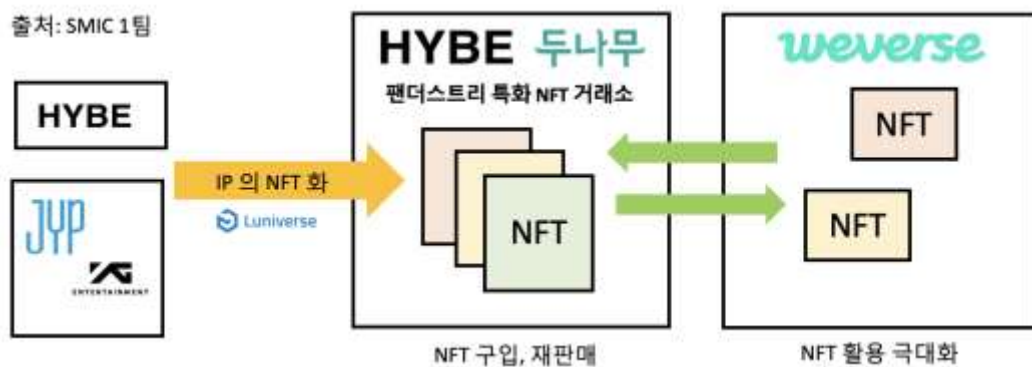 출처: SMIC 1팀
HYBE
JYP
YG
ENTERTAINMENT
IP 의 NFT 화
Luniverse
HYBE 두나무
팬더스트리 특화 NFT 거래소
NFT
NFT 구입, 재판매
weverse
NFT
NFT
NFT 활용 극대화